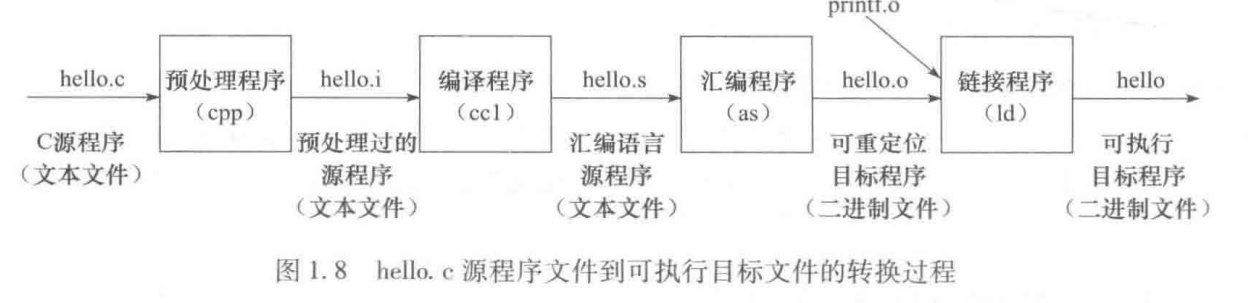 printf.o
hello.c
预处理程序
(cpp)
hello.i
编译程序
(cc1)
hello.s
汇编程序
(as)
hello.o
链接程序
(ld)
hello
C源程序
(文本文件)
预处理过的
源程序
(文本文件)
汇编语言
源程序
(文本文件)
可重定位
目标程序
(二进制文件)
可执行
目标程序
(二进制文件)
图 1.8 hello.c 源程序文件到可执行目标文件的转换过程